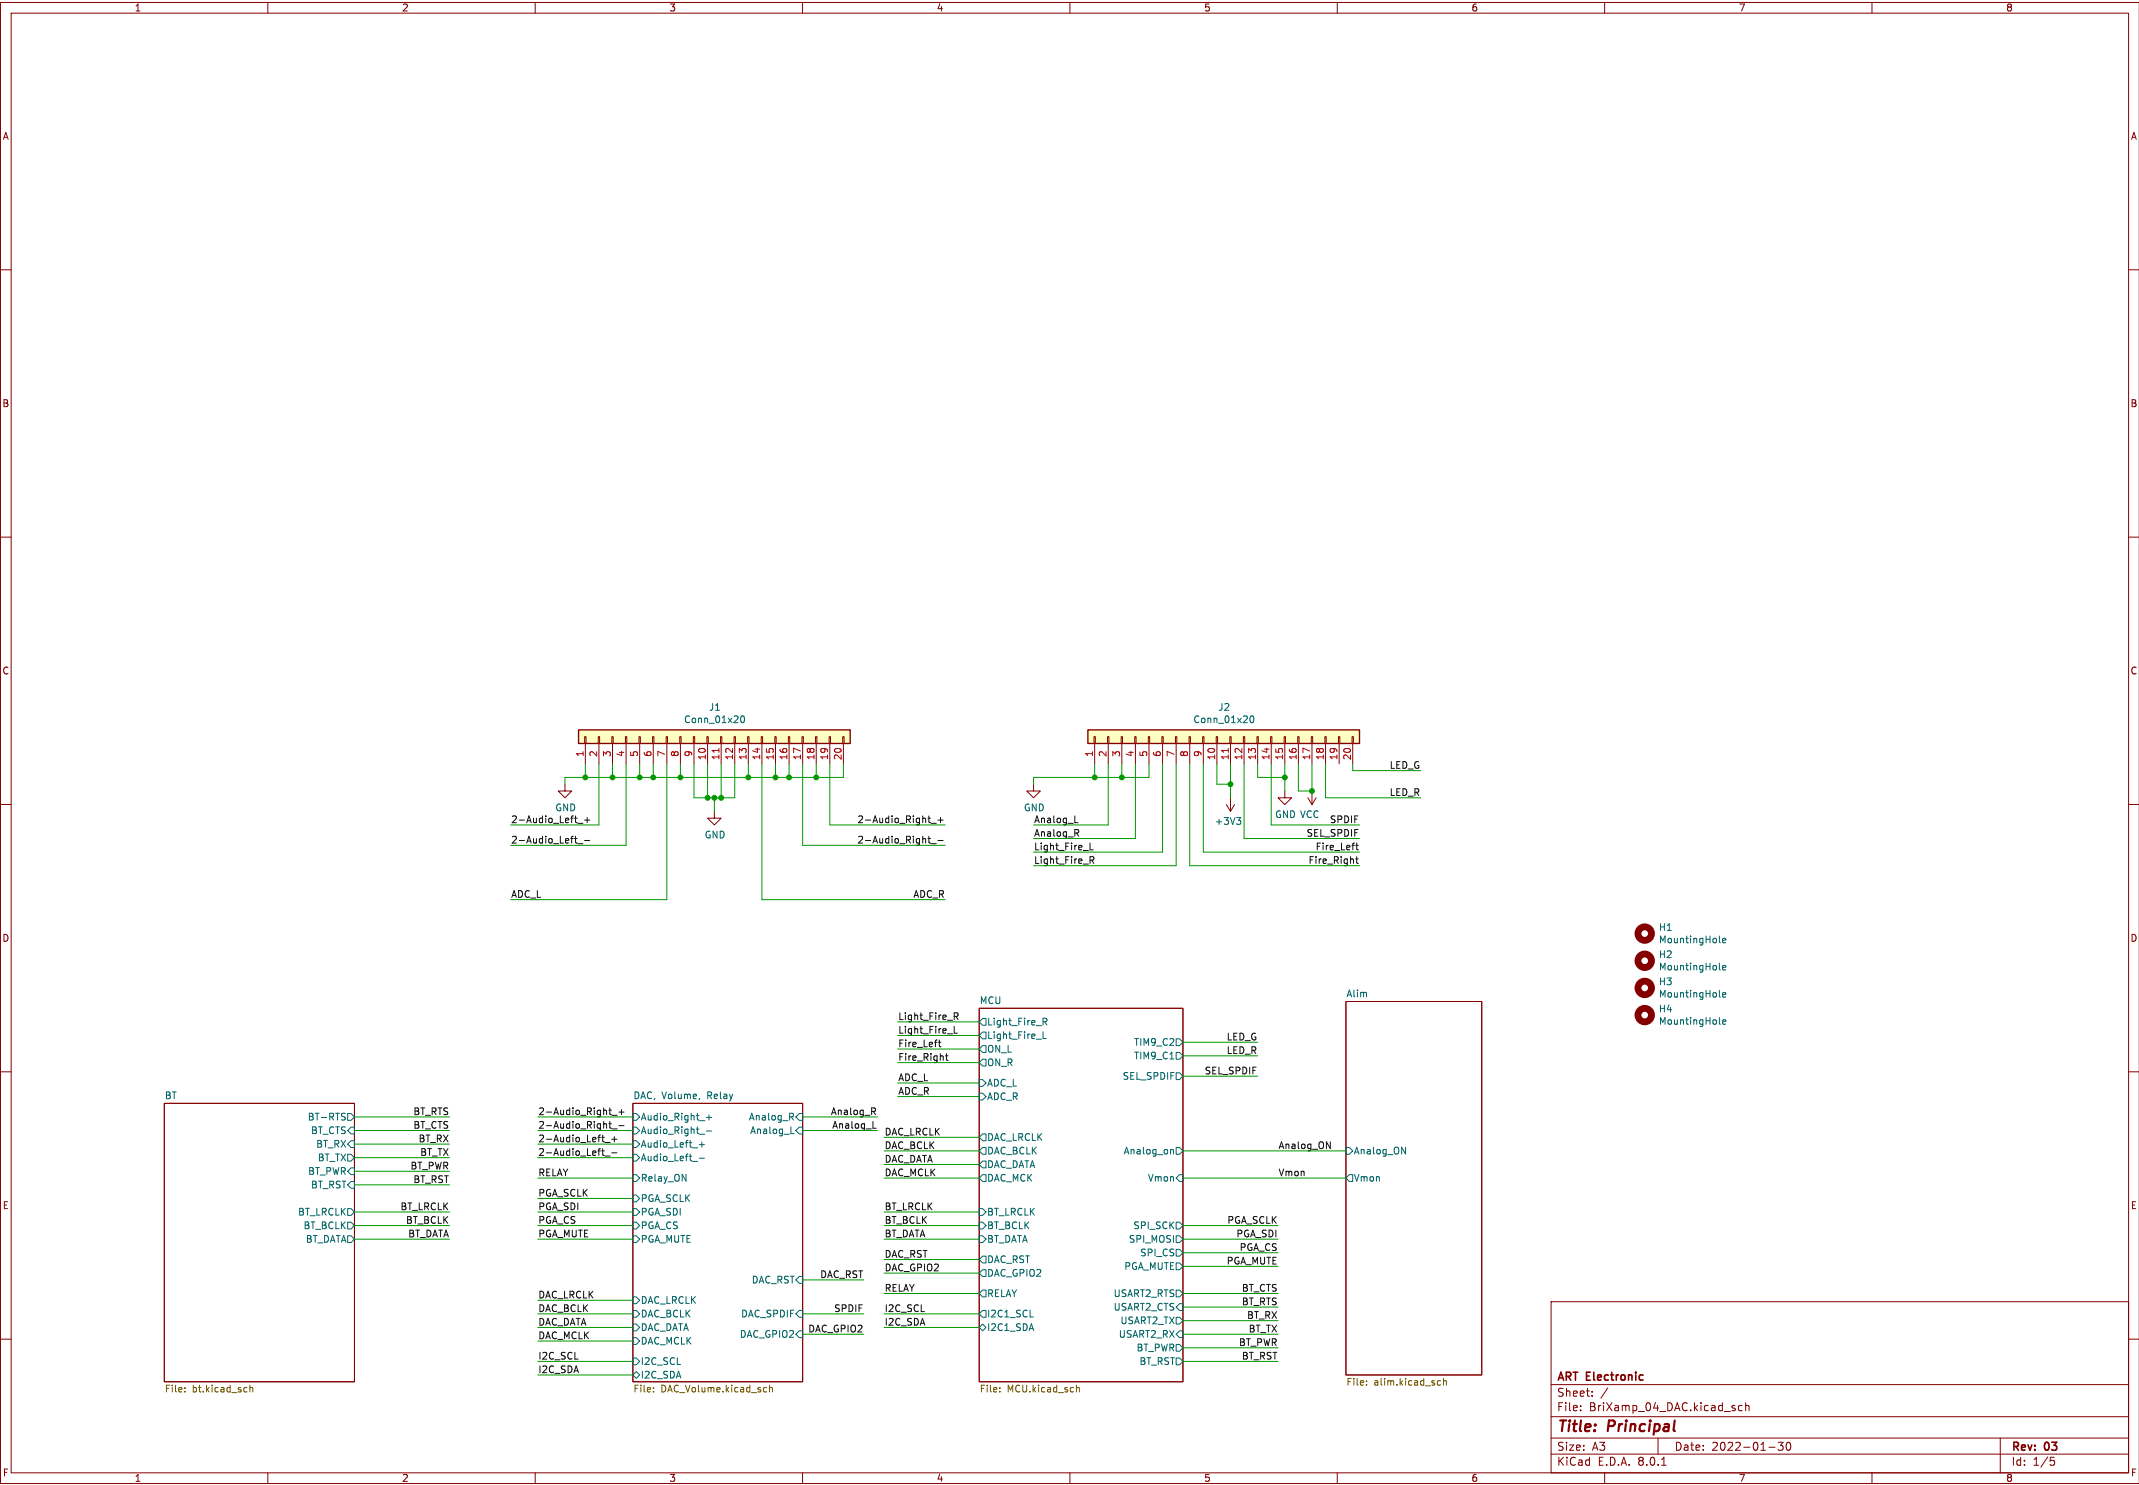 1 2 3 4 5 6 7 8
A A
B B
C C
D D
E E
F F
J1
Conn_01x20
1 2 3 4 5 6 7 8 9 10 11 12 13 14 15 16 17 18 19 20
GND
GND
2-Audio_Left_+
2-Audio_Left_-
ADC_L
2-Audio_Right_+
2-Audio_Right_-
ADC_R
J2
Conn_01x20
1 2 3 4 5 6 7 8 9 10 11 12 13 14 15 16 17 18 19 20
GND
Analog_L
Analog_R
Light_Fire_L
Light_Fire_R
+3V3
GND
VCC
LED_G
LED_R
SPDIF
SEL_SPDIF
Fire_Left
Fire_Right
H1
MountingHole
H2
MountingHole
H3
MountingHole
H4
MountingHole
BT
BT-RTS BT_RTS
BT_CTS BT_CTS
BT_RX BT_RX
BT_TX BT_TX
BT_PWR BT_PWR
BT_RST BT_RST
BT_LRCLK BT_LRCLK
BT_BCLK BT_BCLK
BT_DATA BT_DATA
File: bt.kicad_sch
DAC, Volume, Relay
2-Audio_Right_+ Audio_Right_+
2-Audio_Right_- Audio_Right_-
2-Audio_Left_+ Audio_Left_+
2-Audio_Left_- Audio_Left_-
RELAY Relay_ON
PGA_SCLK PGA_SCLK
PGA_SDI PGA_SDI
PGA_CS PGA_CS
PGA_MUTE PGA_MUTE
DAC_LRCLK DAC_LRCLK
DAC_BCLK DAC_BCLK
DAC_DATA DAC_DATA
DAC_MCLK DAC_MCLK
I2C_SCL I2C_SCL
I2C_SDA I2C_SDA
Analog_R Analog_R
Analog_L Analog_L
DAC_RST DAC_RST
DAC_SPDIF SPDIF
DAC_GPIO2 DAC_GPIO2
File: DAC_Volume.kicad_sch
MCU
Light_Fire_R Light_Fire_R
Light_Fire_L Light_Fire_L
Fire_Left ON_L
Fire_Right ON_R
ADC_L ADC_L
ADC_R ADC_R
DAC_LRCLK DAC_LRCLK
DAC_BCLK DAC_BCLK
DAC_DATA DAC_DATA
DAC_MCLK DAC_MCK
BT_LRCLK BT_LRCLK
BT_BCLK BT_BCLK
BT_DATA BT_DATA
DAC_RST DAC_RST
DAC_GPIO2 DAC_GPIO2
RELAY RELAY
I2C_SCL I2C1_SCL
I2C_SDA I2C1_SDA
TIM9_C2 LED_G
TIM9_C1 LED_R
SEL_SPDIF SEL_SPDIF
Analog_on Analog_ON
Vmon Vmon
SPI_SCK PGA_SCLK
SPI_MOSI PGA_SDI
SPI_CS PGA_CS
PGA_MUTE PGA_MUTE
USART2_RTS BT_CTS
USART2_CTS BT_RTS
USART2_TX BT_RX
USART2_RX BT_TX
BT_PWR BT_PWR
BT_RST BT_RST
File: MCU.kicad_sch
Alim
Analog_ON
Vmon
File: alim.kicad_sch
ART Electronic
Sheet: /
File: BriXamp_04_DAC.kicad_sch
Title: Principal
Size: A3 Date: 2022-01-30 Rev: 03
KiCad E.D.A. 8.0.1 Id: 1/5
1 2 3 4 5 6 7 8